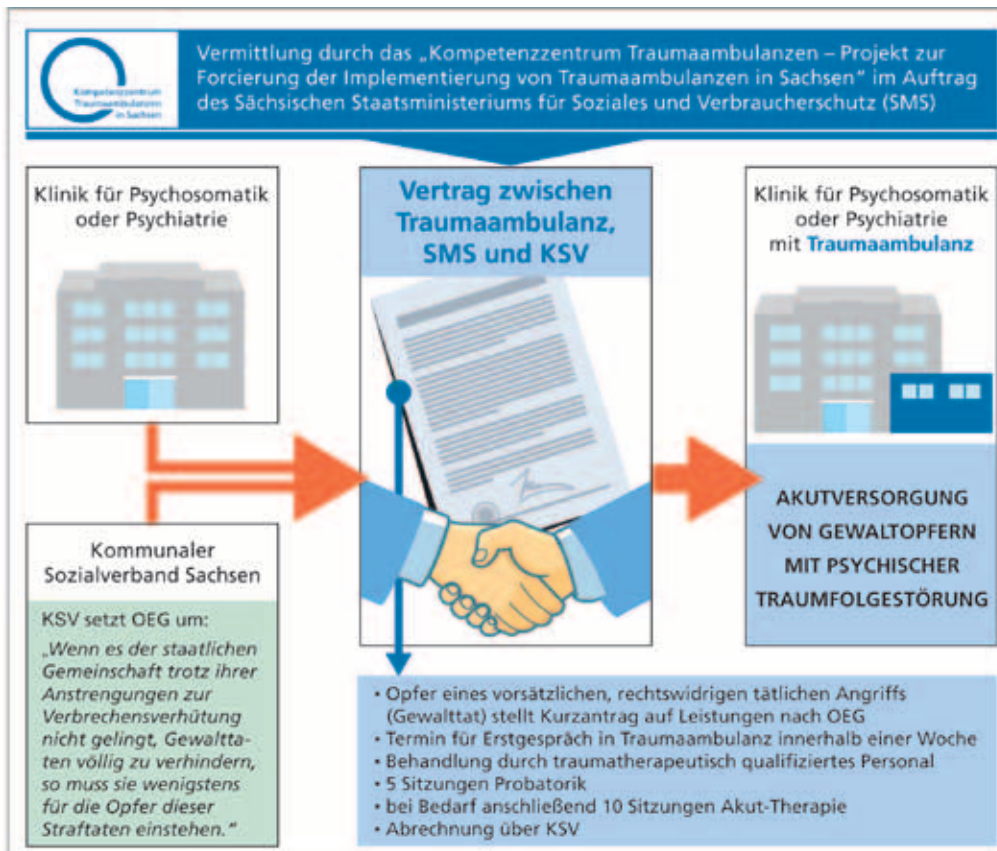 Kompetenzzentrum
Traumaambulanzen
in Sachsen
Vermittlung durch das „Kompetenzzentrum Traumaambulanzen – Projekt zur
Forcierung der Implementierung von Traumaambulanzen in Sachsen“ im Auftrag
des Sächsischen Staatsministeriums für Soziales und Verbraucherschutz (SMS)
Klinik für Psychosomatik
oder Psychiatrie
Vertrag zwischen
Traumaambulanz,
SMS und KSV
Klinik für Psychosomatik
oder Psychiatrie
mit Traumaambulanz
Kommunaler
Sozialverband Sachsen
KSV setzt OEG um:
„Wenn es der staatlichen
Gemeinschaft trotz ihrer
Anstrengungen zur
Verbrechensverhütung
nicht gelingt, Gewaltta-
ten völlig zu verhindern,
so muss sie wenigstens
für die Opfer dieser
Straftaten einstehen.“
AKUTVERSORGUNG
VON GEWALTOPFERN
MIT PSYCHISCHER
TRAUMFOLGESTÖRUNG
• Opfer eines vorsätzlichen, rechtswidrigen tätlichen Angriffs
(Gewalttat) stellt Kurzantrag auf Leistungen nach OEG
• Termin für Erstgespräch in Traumaambulanz innerhalb einer Woche
• Behandlung durch traumatherapeutisch qualifiziertes Personal
• 5 Sitzungen Probatorik
• bei Bedarf anschließend 10 Sitzungen Akut-Therapie
• Abrechnung über KSV